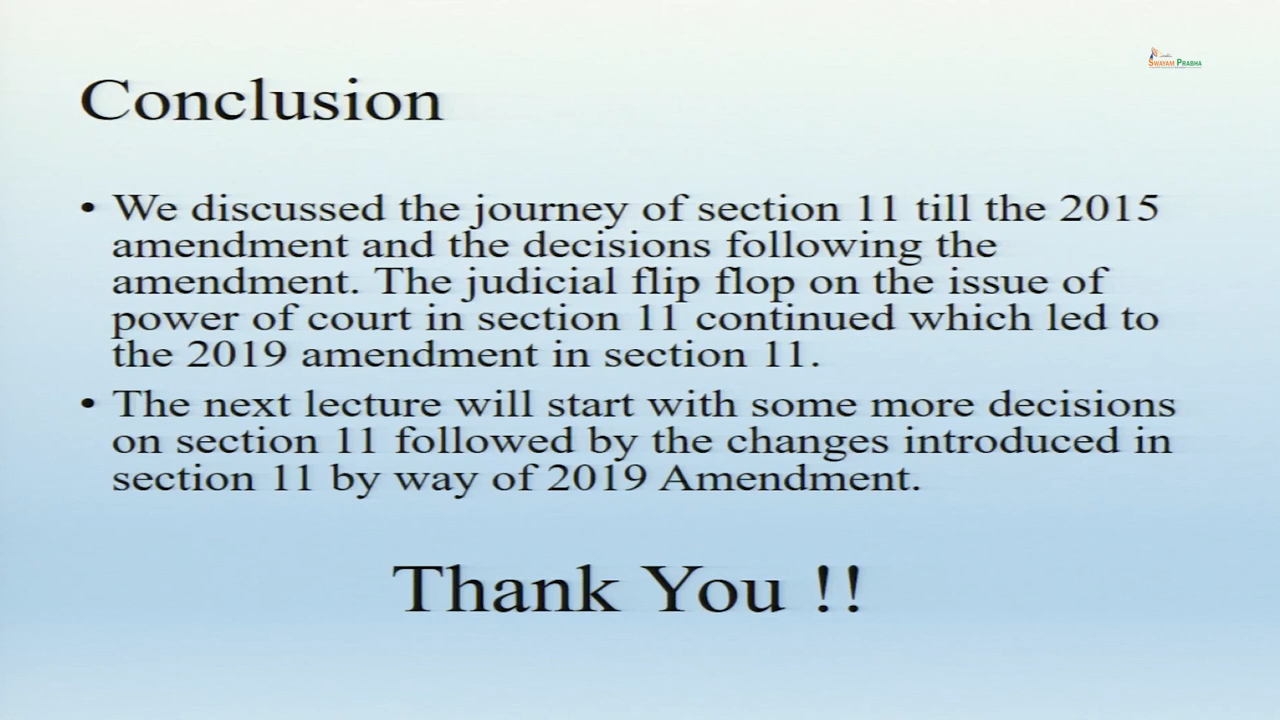 SWAYAM PRABHA
Conclusion
• We discussed the journey of section 11 till the 2015
amendment and the decisions following the
amendment. The judicial flip flop on the issue of
power of court in section 11 continued which led to
the 2019 amendment in section 11.
• The next lecture will start with some more decisions
on section 11 followed by the changes introduced in
section 11 by way of 2019 Amendment.
Thank You !!